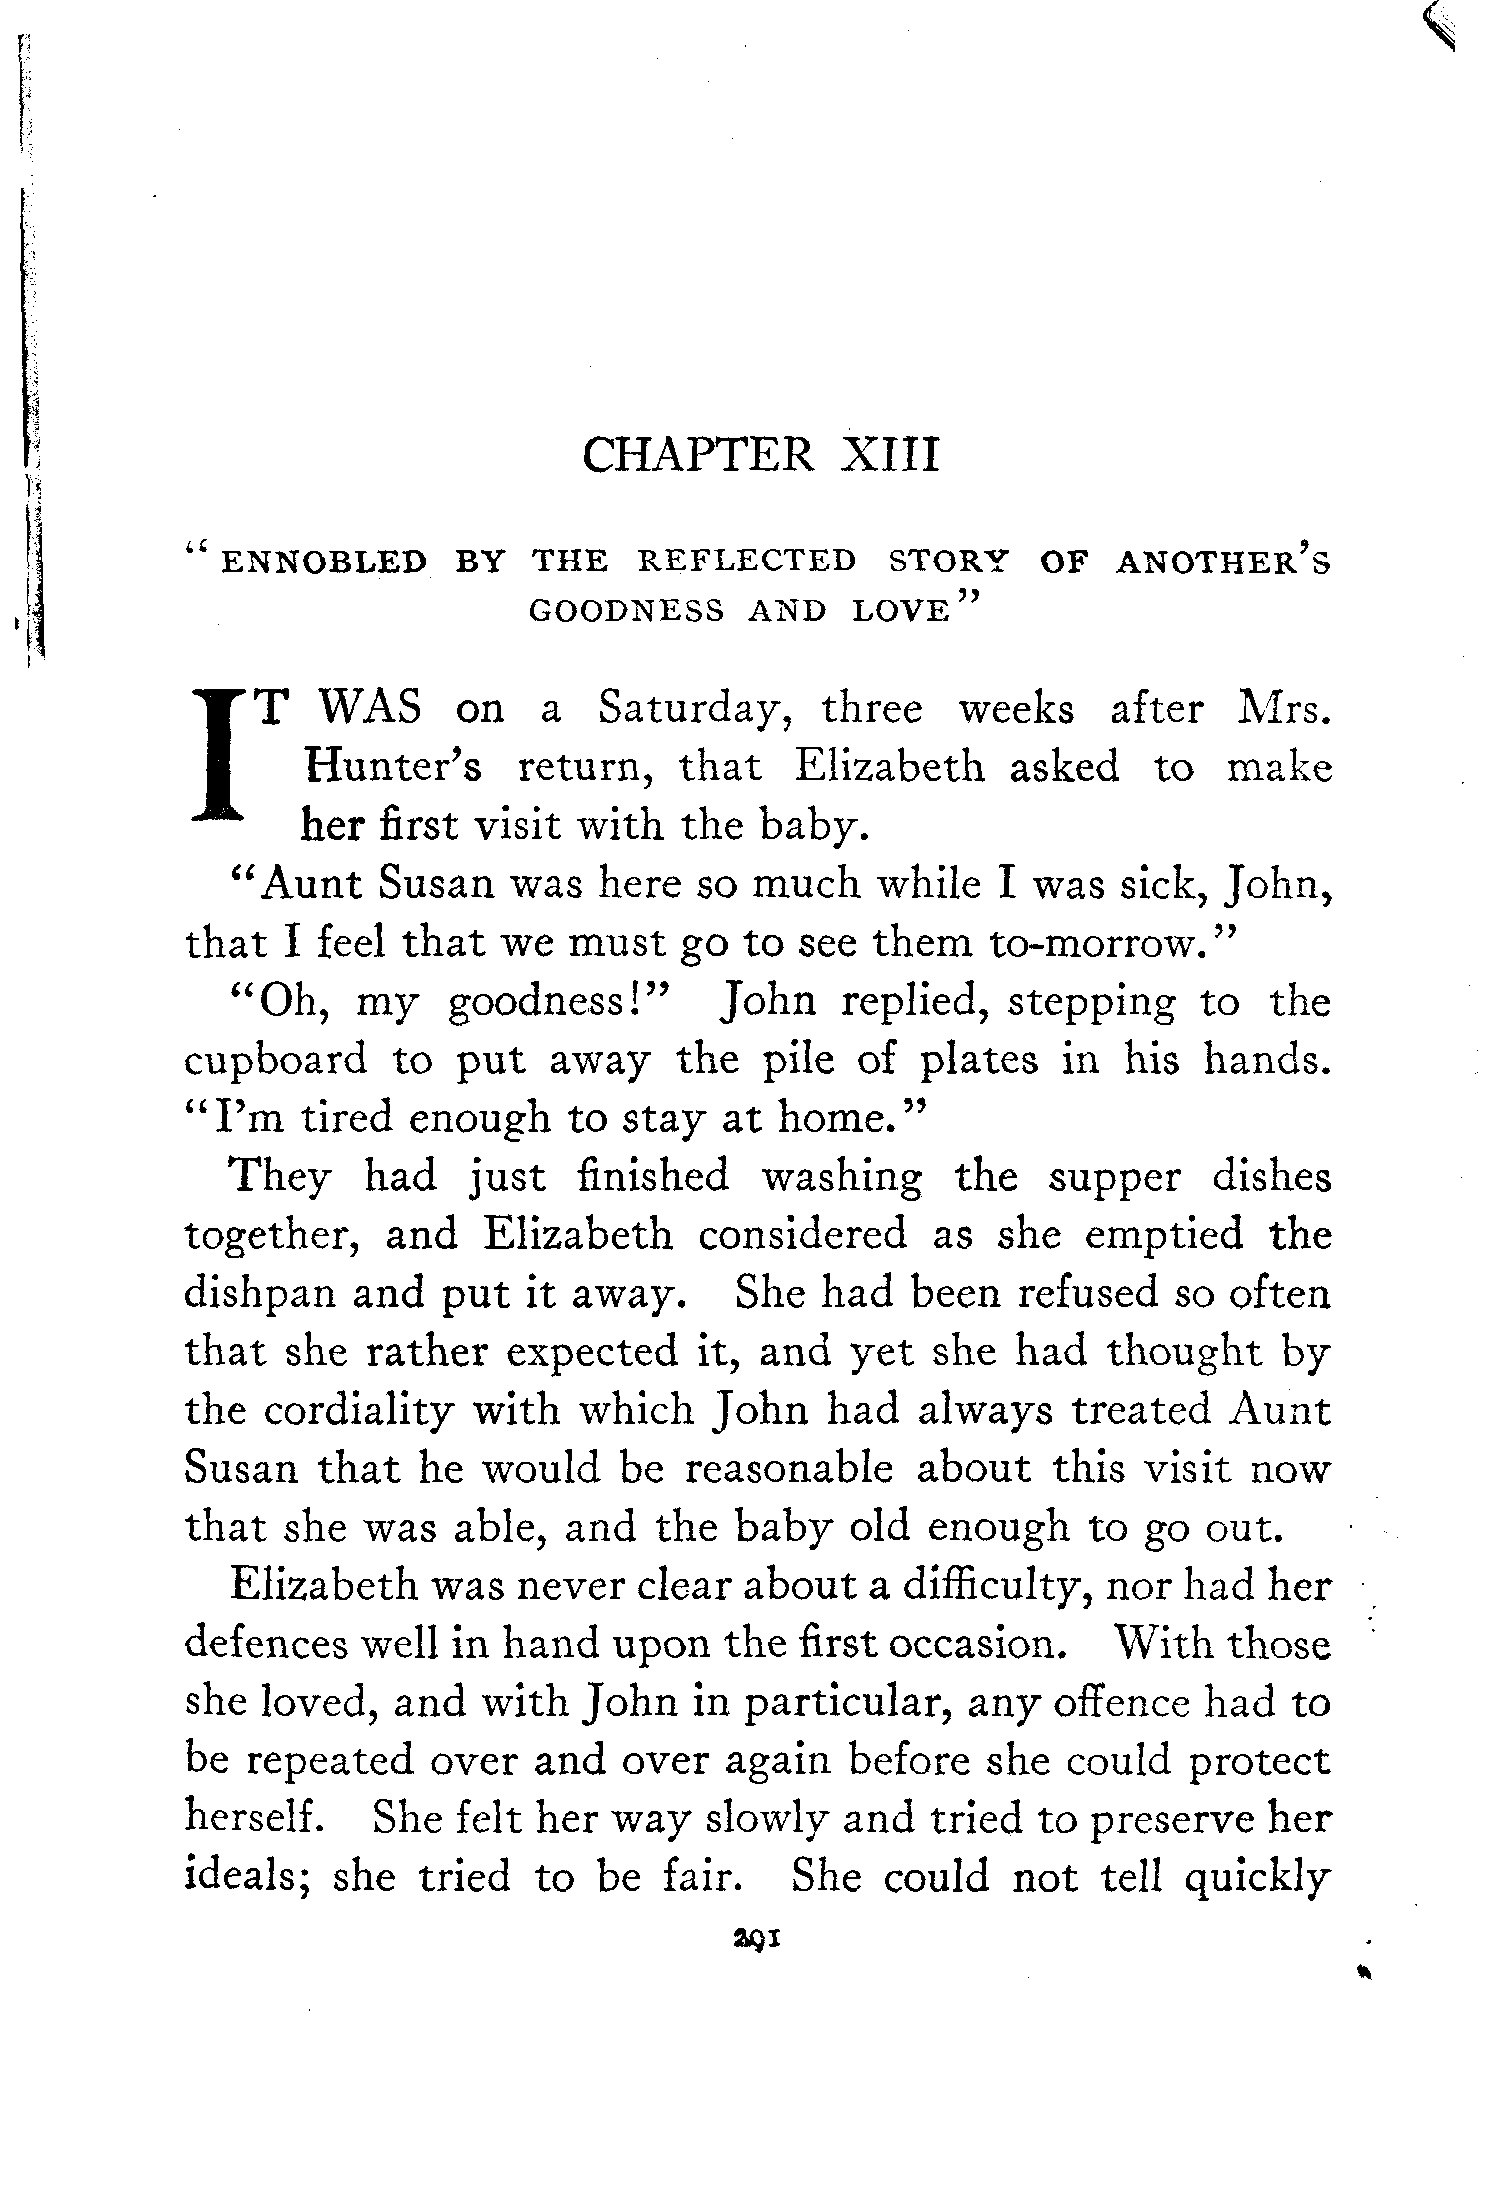 CHAPTER XIII
“ENNOBLED BY THE REFLECTED STORY OF ANOTHER’S
GOODNESS AND LOVE”
IT WAS on a Saturday, three weeks after Mrs.
Hunter’s return, that Elizabeth asked to make
her first visit with the baby.
“Aunt Susan was here so much while I was sick, John,
that I feel that we must go to see them to-morrow.”
“Oh, my goodness!” John replied, stepping to the
cupboard to put away the pile of plates in his hands.
“I’m tired enough to stay at home.”
They had just finished washing the supper dishes
together, and Elizabeth considered as she emptied the
dishpan and put it away. She had been refused so often
that she rather expected it, and yet she had thought by
the cordiality with which John had always treated Aunt
Susan that he would be reasonable about this visit now
that she was able, and the baby old enough to go out.
Elizabeth was never clear about a difficulty, nor had her
defences well in hand upon the first occasion. With those
she loved, and with John in particular, any offence had to
be repeated over and over again before she could protect
herself. She felt her way slowly and tried to preserve her
ideals; she tried to be fair. She could not tell quickly
291